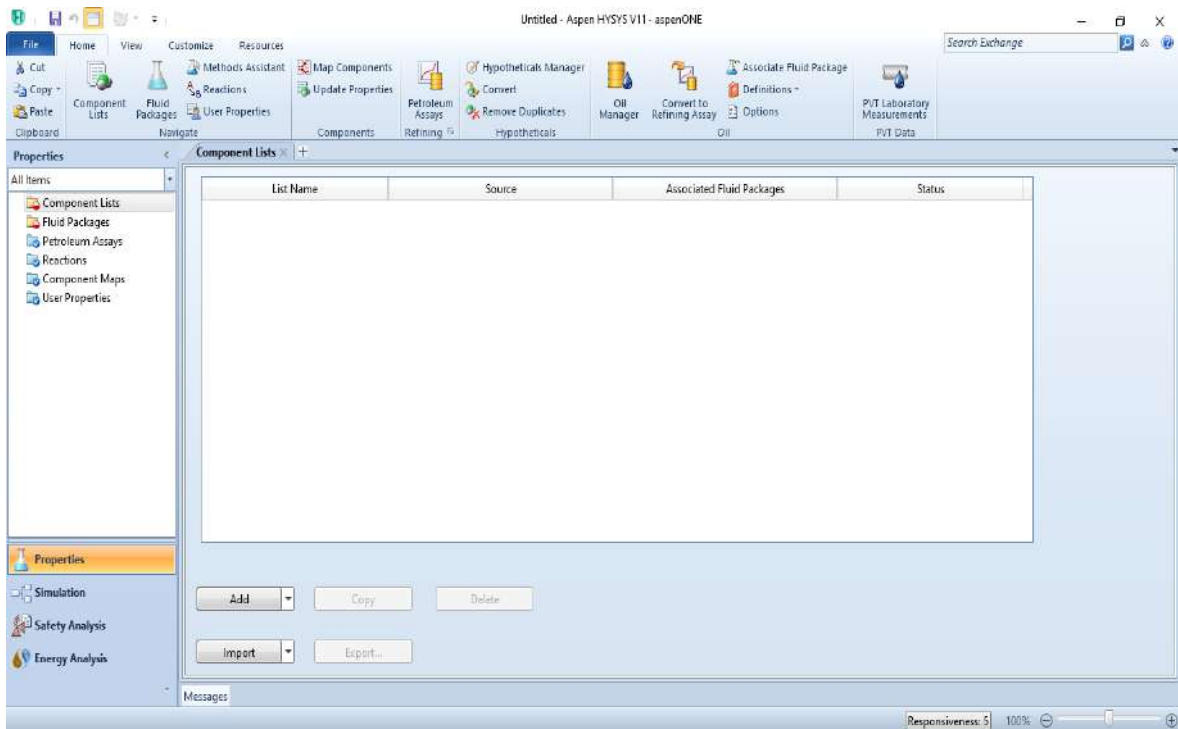 Untitled - Aspen HYSYS V11 - aspenONE
File Home View Customize Resources
Search Exchange
Cut
Copy
Paste
Clipboard
Component Lists
Fluid Packages
Methods Assistant
Reactions
User Properties
Navigate
Map Components
Update Properties
Components
Petroleum Assays
Refining
Hypotheticals Manager
Convert
Remove Duplicates
Hypotheticals
Oil Manager
Convert to Refining Assay
Associate Fluid Package
Definitions
Options
Oil
PVT Laboratory Measurements
PVT Data
Properties
All Items
Component Lists
Fluid Packages
Petroleum Assays
Reactions
Component Maps
User Properties
Properties
Simulation
Safety Analysis
Energy Analysis
Component Lists
List Name Source Associated Fluid Packages Status
Add Copy Delete
Import Export...
Messages
Responsiveness: 5 100%